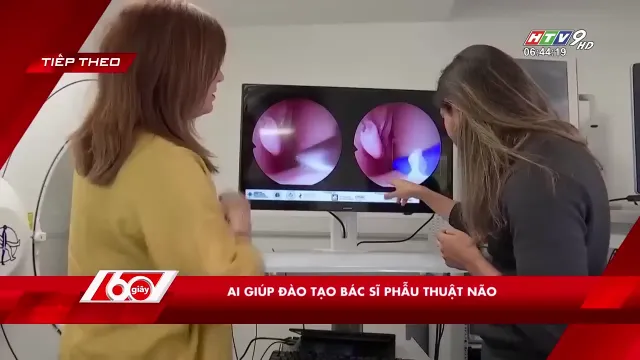 TIẾP THEO
HTV9 HD
06:44:19
60 giây
AI GIÚP ĐÀO TẠO BÁC SĨ PHẪU THUẬT NÃO